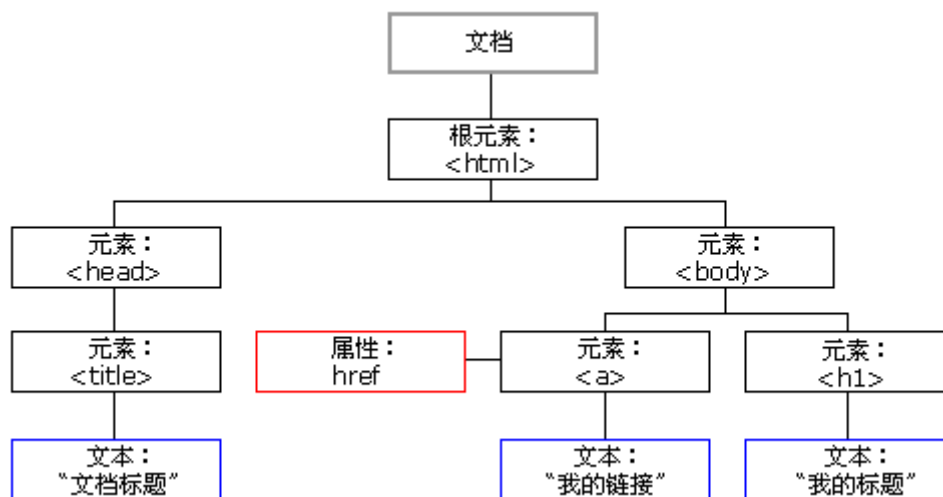 文档
根元素：
<html>
元素：
<head>
元素：
<body>
元素：
<title>
属性：
href
元素：
<a>
元素：
<h1>
文本：
“文档标题”
文本：
“我的链接”
文本：
“我的标题”